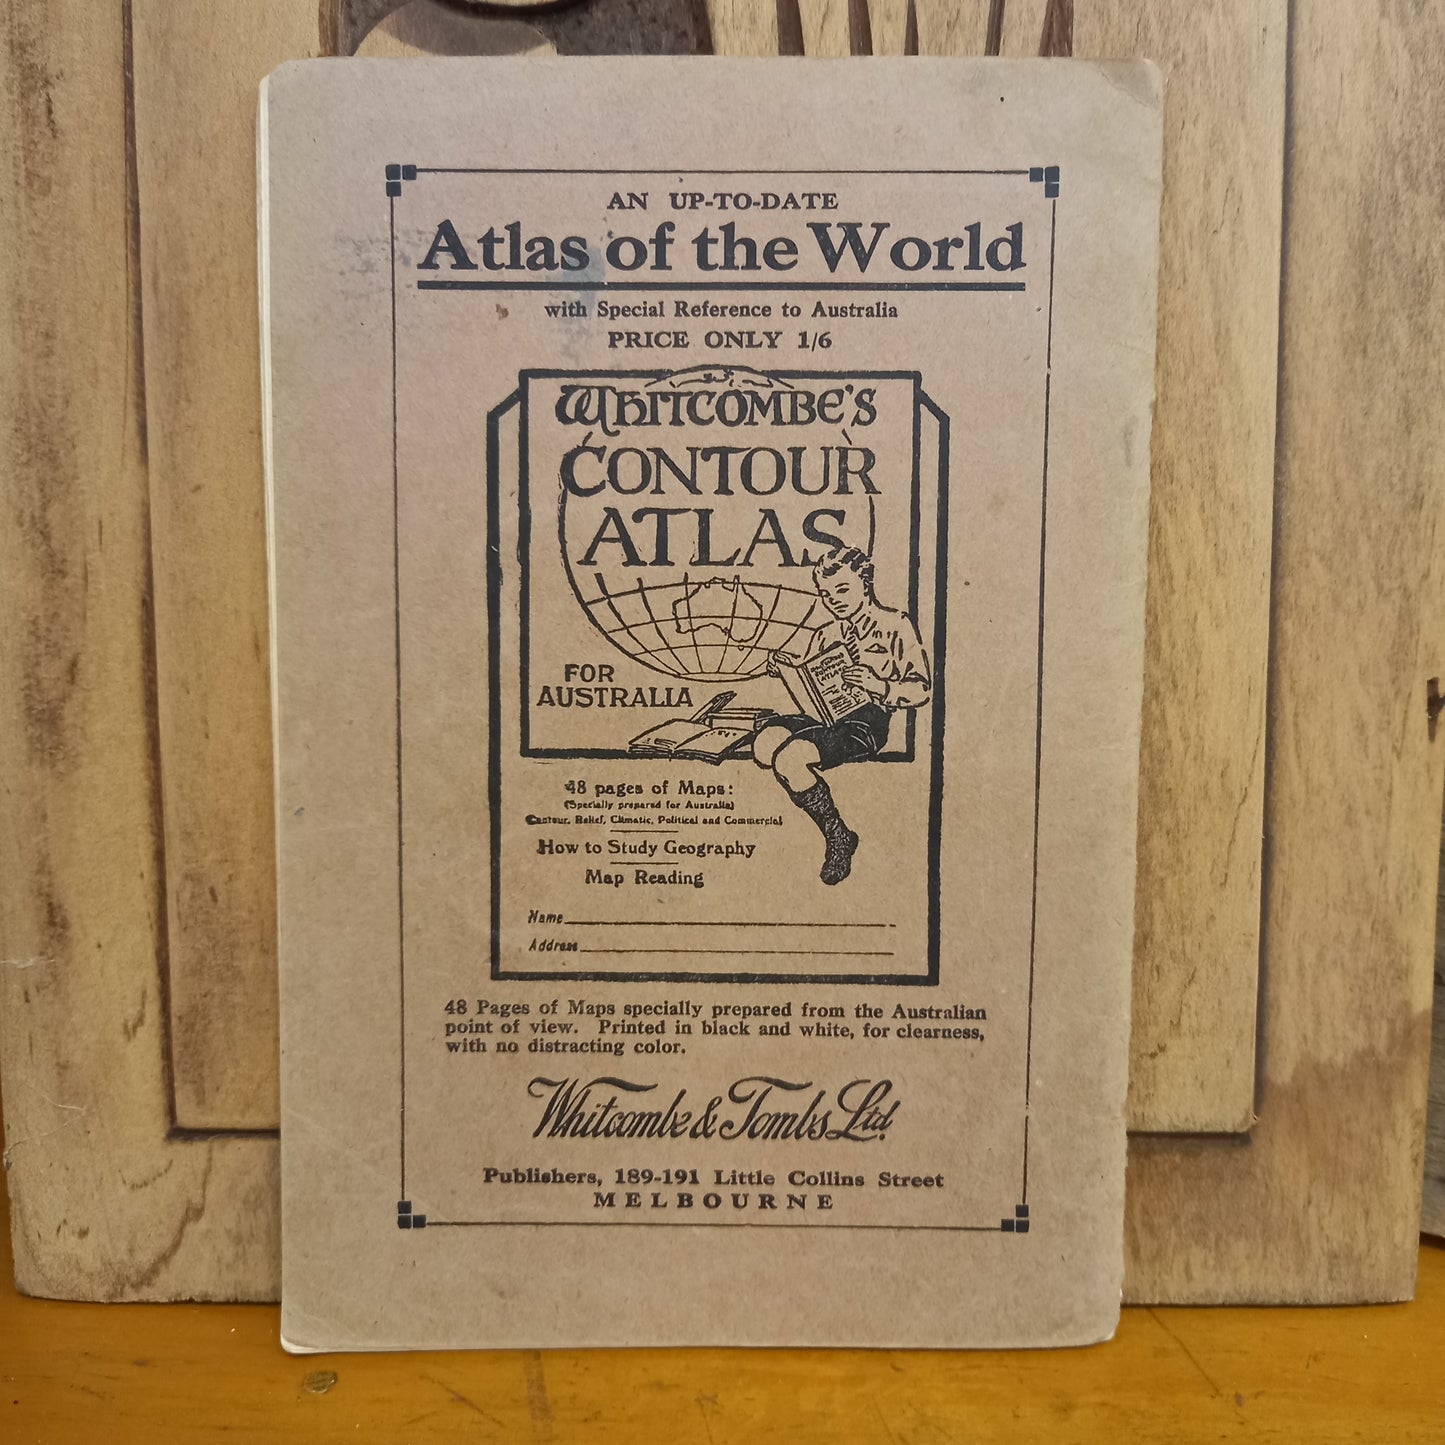 AN UP-TO-DATE
Atlas of the World
with Special Reference to Australia
PRICE ONLY 1/6
WHITCOMBE'S
CONTOUR
ATLAS
FOR
AUSTRALIA
CONTOUR
ATLAS
48 pages of Maps:
(Specially prepared for Australia)
Contour, Relief, Climatic, Political and Commercial
How to Study Geography
Map Reading
Name
Address
48 Pages of Maps specially prepared from the Australian
point of view. Printed in black and white, for clearness,
with no distracting color.
Whitcombe & Tombs Ltd.
Publishers, 189-191 Little Collins Street
MELBOURNE